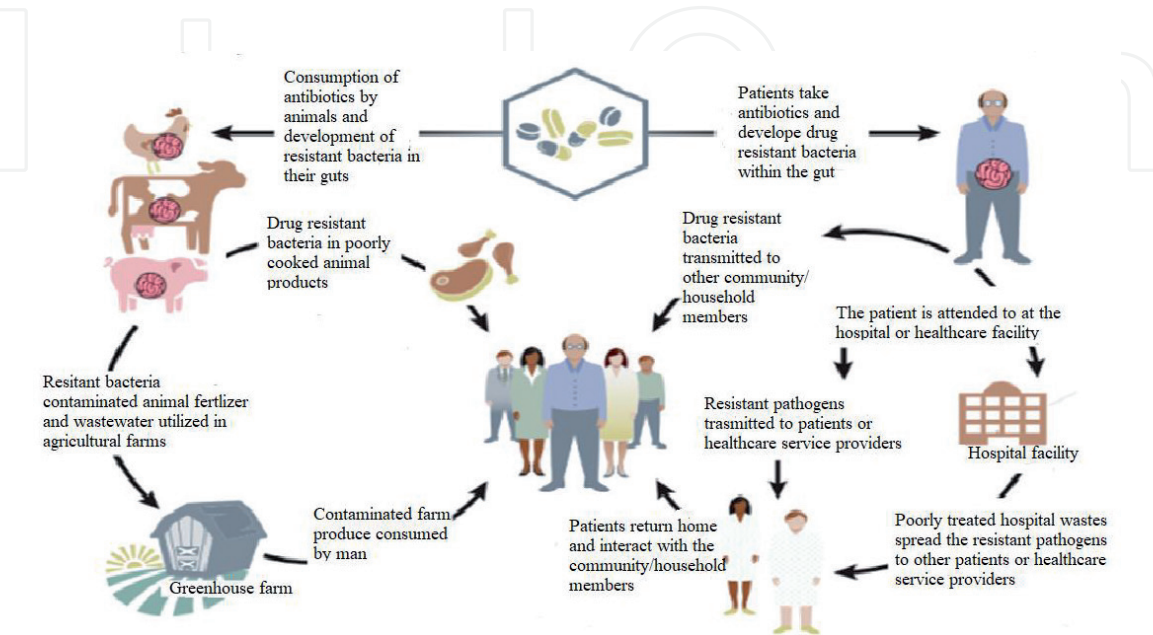 Consumption of
antibiotics by
animals and
development of
resistant bacteria in
their guts
Patients take
antibiotics and
develope drug
resistant bacteria
within the gut
Drug resistant
bacteria in poorly
cooked animal
products
Drug resistant
bacteria
transmitted to
other community/
household
members
The patient is attended to at the
hospital or healthcare facility
Resitant bacteria
contaminated animal fertlizer
and wastewater utilized in
agricultural farms
Resistant pathogens
trasmitted to patients or
healthcare service providers
Hospital facility
Contaminated farm
produce consumed
by man
Patients return home
and interact with the
community/household
members
Poorly treated hospital wastes
spread the resistant pathogens
to other patients or healthcare
service providers
Greenhouse farm